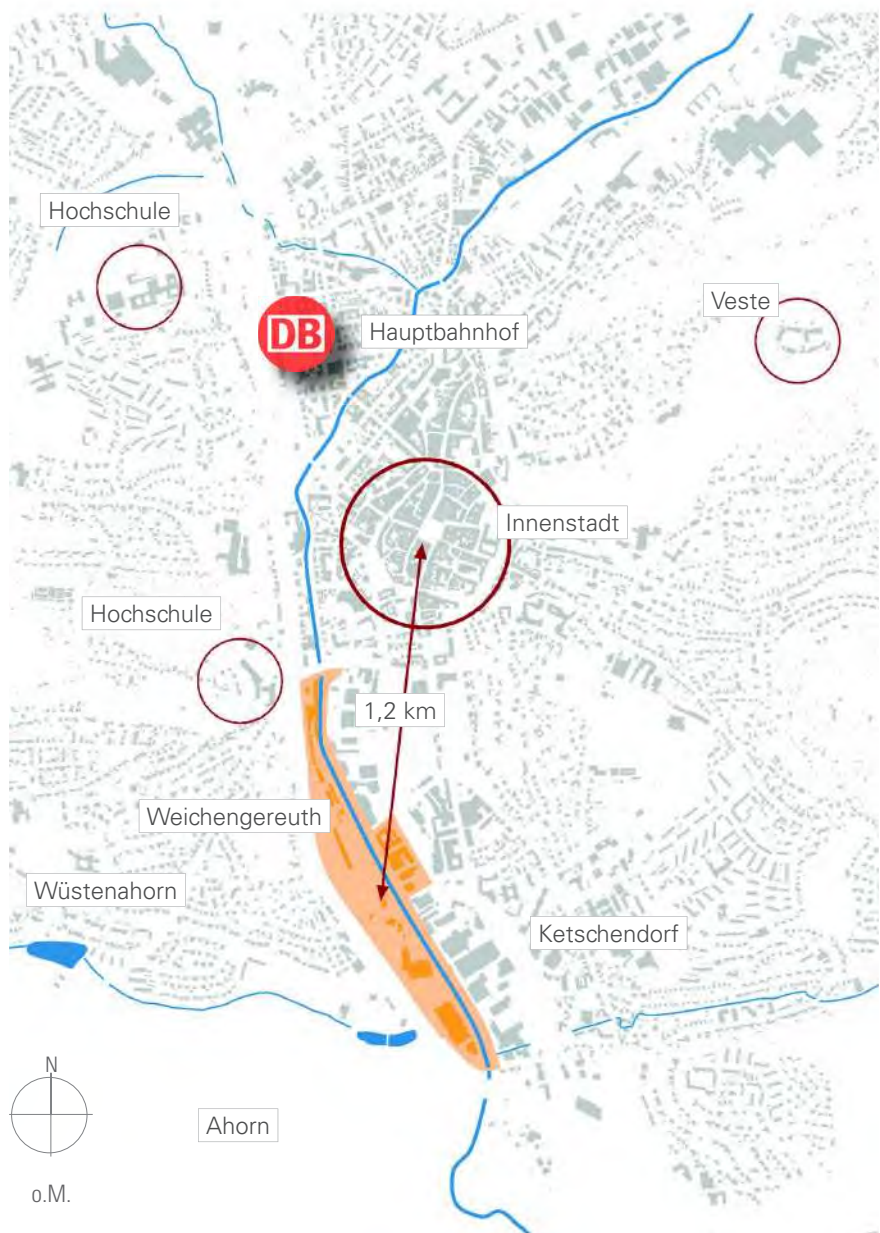 Hochschule
Veste
DB
Hauptbahnhof
Innenstadt
Hochschule
1,2 km
Weichengereuth
Wüstenahorn
Ketschendorf
N
Ahorn
o.M.